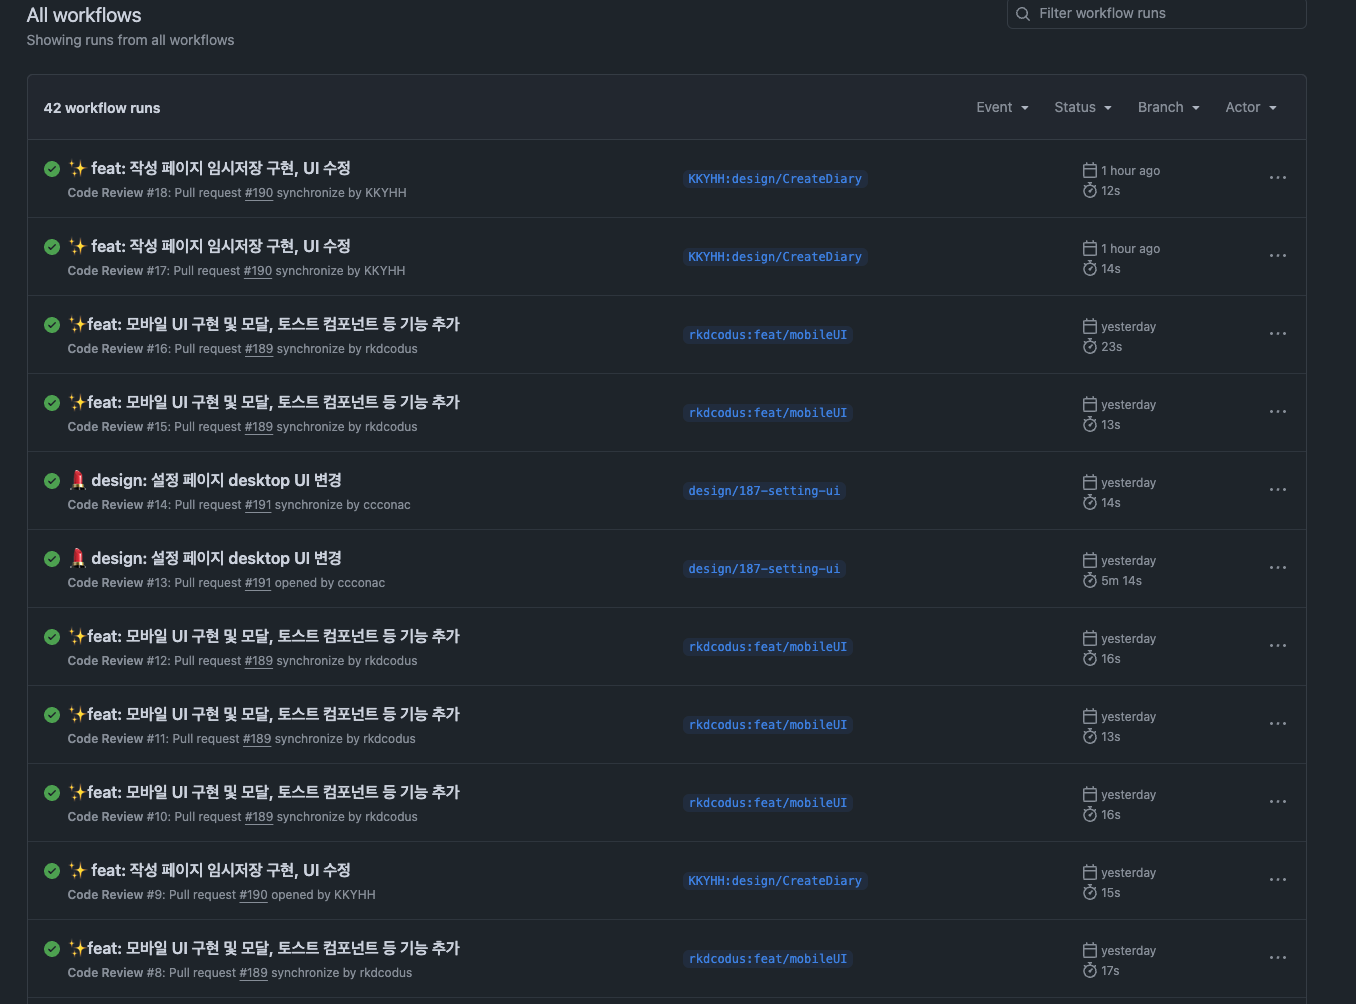 All workflows
Filter workflow runs
Showing runs from all workflows
42 workflow runs
Event
Status
Branch
Actor
✨ feat: 작성 페이지 임시저장 구현, UI 수정
Code Review #18: Pull request #190 synchronize by KKYHH
KKYHH:design/CreateDiary
1 hour ago
12s
✨ feat: 작성 페이지 임시저장 구현, UI 수정
Code Review #17: Pull request #190 synchronize by KKYHH
KKYHH:design/CreateDiary
1 hour ago
14s
✨feat: 모바일 UI 구현 및 모달, 토스트 컴포넌트 등 기능 추가
Code Review #16: Pull request #189 synchronize by rkdcodus
rkdcodus:feat/mobileUI
yesterday
23s
✨feat: 모바일 UI 구현 및 모달, 토스트 컴포넌트 등 기능 추가
Code Review #15: Pull request #189 synchronize by rkdcodus
rkdcodus:feat/mobileUI
yesterday
13s
💄 design: 설정 페이지 desktop UI 변경
Code Review #14: Pull request #191 synchronize by ccconac
design/187-setting-ui
yesterday
14s
💄 design: 설정 페이지 desktop UI 변경
Code Review #13: Pull request #191 opened by ccconac
design/187-setting-ui
yesterday
5m 14s
✨feat: 모바일 UI 구현 및 모달, 토스트 컴포넌트 등 기능 추가
Code Review #12: Pull request #189 synchronize by rkdcodus
rkdcodus:feat/mobileUI
yesterday
16s
✨feat: 모바일 UI 구현 및 모달, 토스트 컴포넌트 등 기능 추가
Code Review #11: Pull request #189 synchronize by rkdcodus
rkdcodus:feat/mobileUI
yesterday
13s
✨feat: 모바일 UI 구현 및 모달, 토스트 컴포넌트 등 기능 추가
Code Review #10: Pull request #189 synchronize by rkdcodus
rkdcodus:feat/mobileUI
yesterday
16s
✨ feat: 작성 페이지 임시저장 구현, UI 수정
Code Review #9: Pull request #190 opened by KKYHH
KKYHH:design/CreateDiary
yesterday
15s
✨feat: 모바일 UI 구현 및 모달, 토스트 컴포넌트 등 기능 추가
Code Review #8: Pull request #189 synchronize by rkdcodus
rkdcodus:feat/mobileUI
yesterday
17s